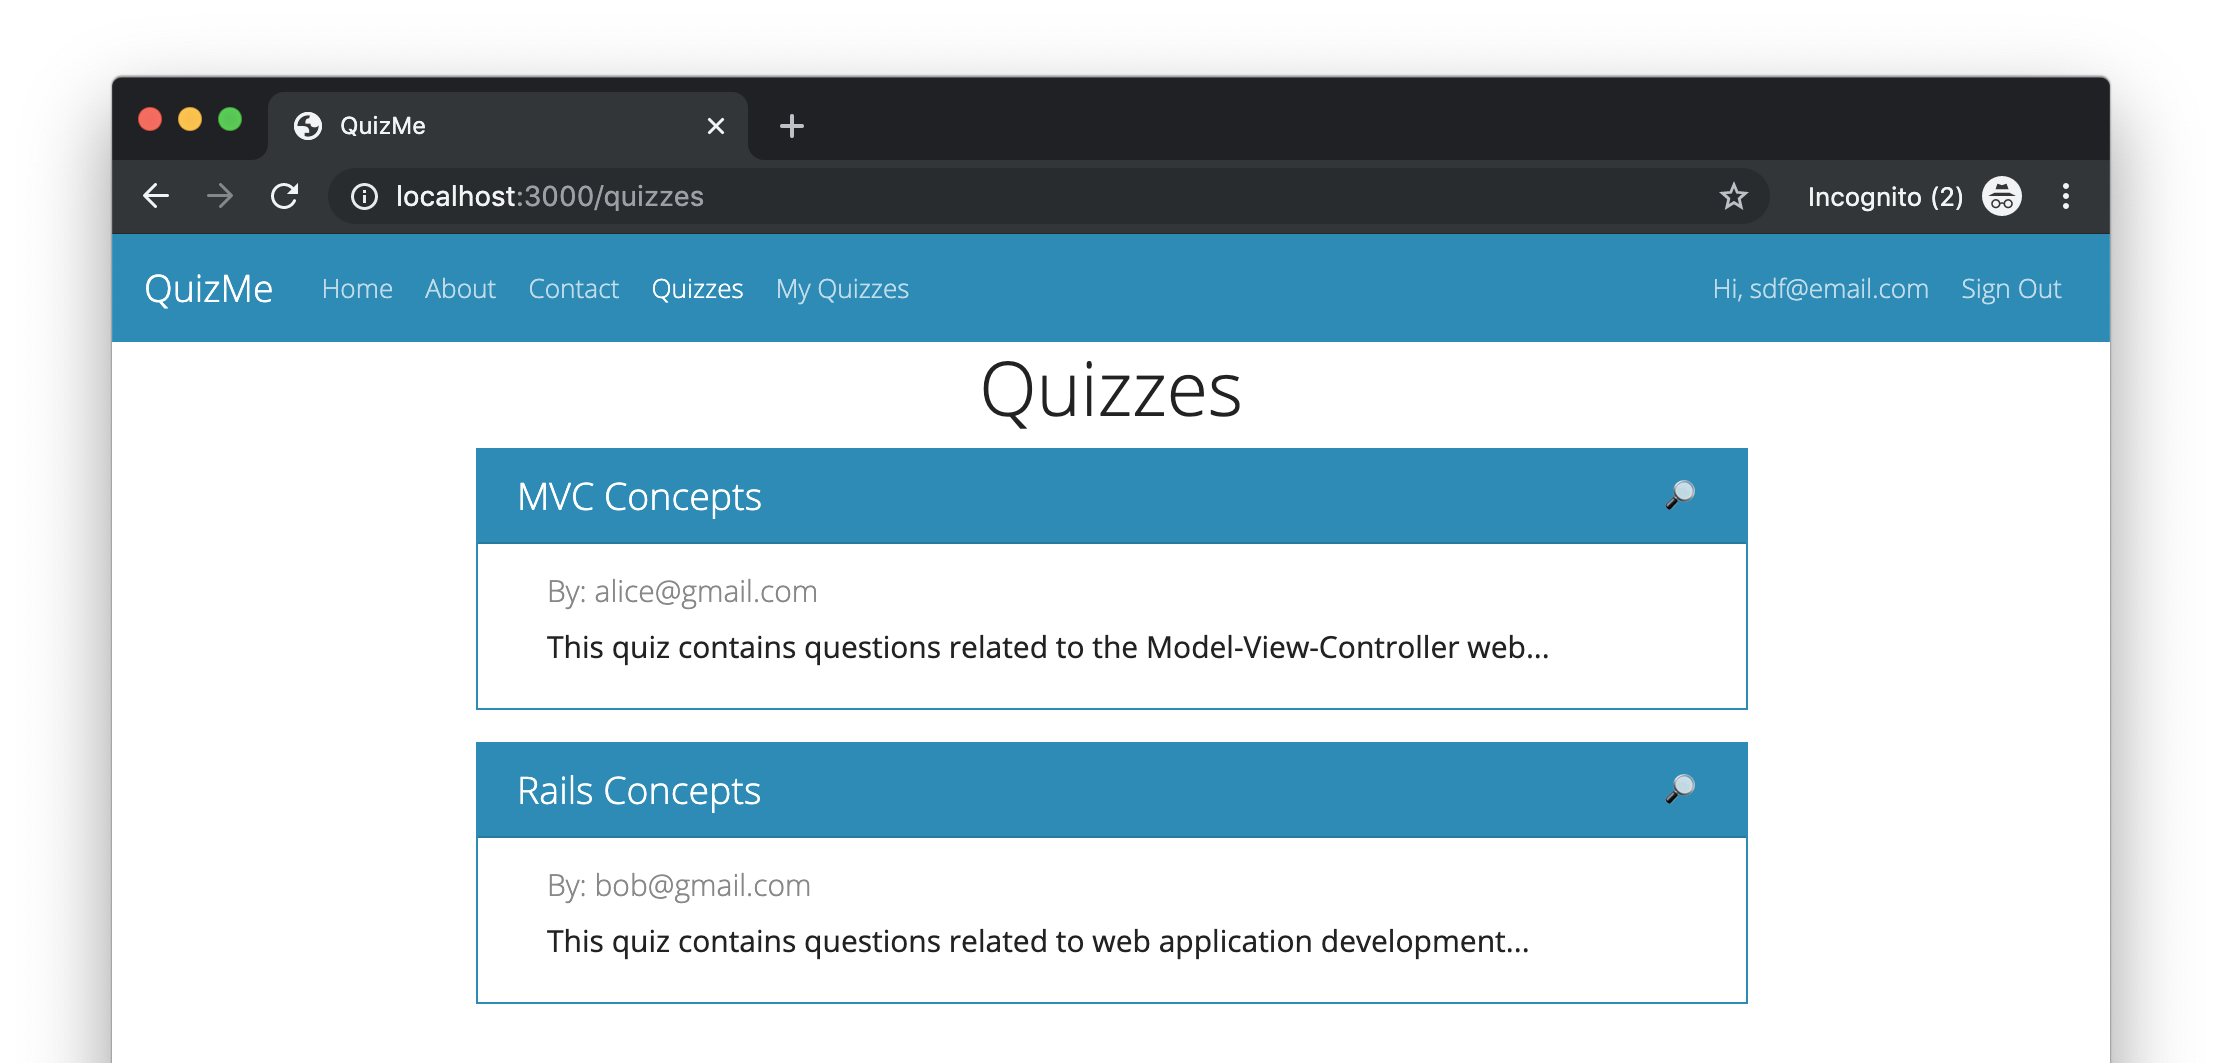 QuizMe
localhost:3000/quizzes
Incognito (2)
QuizMe Home About Contact Quizzes My Quizzes Hi, sdf@email.com Sign Out
Quizzes
MVC Concepts
By: alice@gmail.com
This quiz contains questions related to the Model-View-Controller web...
Rails Concepts
By: bob@gmail.com
This quiz contains questions related to web application development...